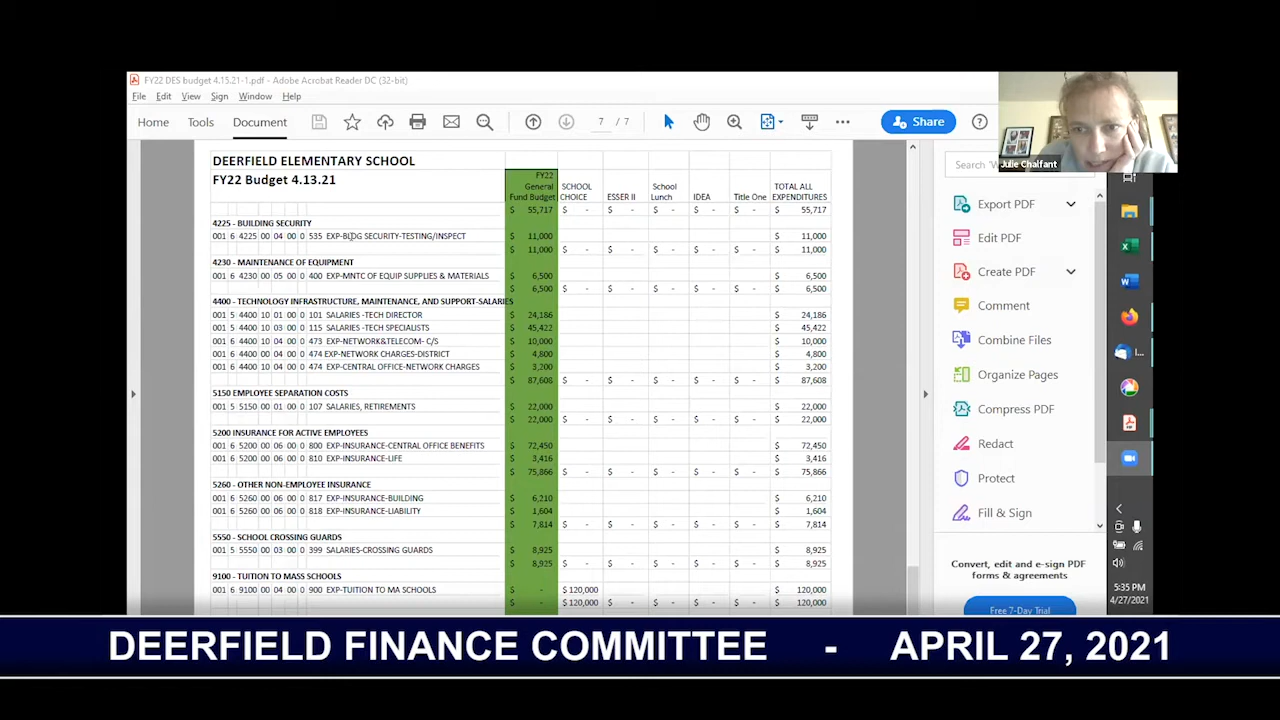 FY22 DES budget 4.15.21-1.pdf - Adobe Acrobat Reader DC (32-bit)
File Edit View Sign Window Help
Home Tools Document 7 / 7 Share
Julie Chalfant
DEERFIELD ELEMENTARY SCHOOL
FY22 Budget 4.13.21
FY22 General Fund Budget SCHOOL CHOICE ESSER II School Lunch IDEA Title One TOTAL ALL EXPENDITURES
$ 55,717 $ - $ - $ - $ - $ - $ 55,717
4225 - BUILDING SECURITY
001 6 4225 00 04 00 0 535 EXP-BLDG SECURITY-TESTING/INSPECT $ 11,000 $ 11,000
$ 11,000 $ - $ - $ - $ - $ - $ 11,000
4230 - MAINTENANCE OF EQUIPMENT
001 6 4230 00 05 00 0 400 EXP-MNTC OF EQUIP SUPPLIES & MATERIALS $ 6,500 $ 6,500
$ 6,500 $ - $ - $ - $ - $ - $ 6,500
4400 - TECHNOLOGY INFRASTRUCTURE, MAINTENANCE, AND SUPPORT-SALARIES
001 5 4400 10 01 00 0 101 SALARIES -TECH DIRECTOR $ 24,186 $ 24,186
001 5 4400 10 03 00 0 115 SALARIES -TECH SPECIALISTS $ 45,422 $ 45,422
001 6 4400 10 04 00 0 473 EXP-NETWORK&TELECOM- C/S $ 10,000 $ 10,000
001 6 4400 00 04 00 0 474 EXP-NETWORK CHARGES-DISTRICT $ 4,800 $ 4,800
001 6 4400 10 04 00 0 474 EXP-CENTRAL OFFICE-NETWORK CHARGES $ 3,200 $ 3,200
$ 87,608 $ - $ - $ - $ - $ - $ 87,608
5150 EMPLOYEE SEPARATION COSTS
001 5 5150 00 01 00 0 107 SALARIES, RETIREMENTS $ 22,000 $ 22,000
$ 22,000 $ - $ - $ - $ - $ - $ 22,000
5200 INSURANCE FOR ACTIVE EMPLOYEES
001 6 5200 00 06 00 0 800 EXP-INSURANCE-CENTRAL OFFICE BENEFITS $ 72,450 $ 72,450
001 6 5200 00 06 00 0 810 EXP-INSURANCE-LIFE $ 3,416 $ 3,416
$ 75,866 $ - $ - $ - $ - $ - $ 75,866
5260 - OTHER NON-EMPLOYEE INSURANCE
001 6 5260 00 06 00 0 817 EXP-INSURANCE-BUILDING $ 6,210 $ 6,210
001 6 5260 00 06 00 0 818 EXP-INSURANCE-LIABILITY $ 1,604 $ 1,604
$ 7,814 $ - $ - $ - $ - $ - $ 7,814
5550 - SCHOOL CROSSING GUARDS
001 5 5550 00 03 00 0 399 SALARIES-CROSSING GUARDS $ 8,925 $ 8,925
$ 8,925 $ - $ - $ - $ - $ - $ 8,925
9100 - TUITION TO MASS SCHOOLS
001 6 9100 00 04 00 0 900 EXP-TUITION TO MA SCHOOLS - $ 120,000 $ 120,000
- $ 120,000 $ - $ - $ - $ - $ 120,000
Search
Export PDF
Edit PDF
Create PDF
Comment
Combine Files
Organize Pages
Compress PDF
Redact
Protect
Fill & Sign
Convert, edit and e-sign PDF
forms & agreements
Free 7-Day Trial
5:35 PM
4/27/2021
DEERFIELD FINANCE COMMITTEE - APRIL 27, 2021